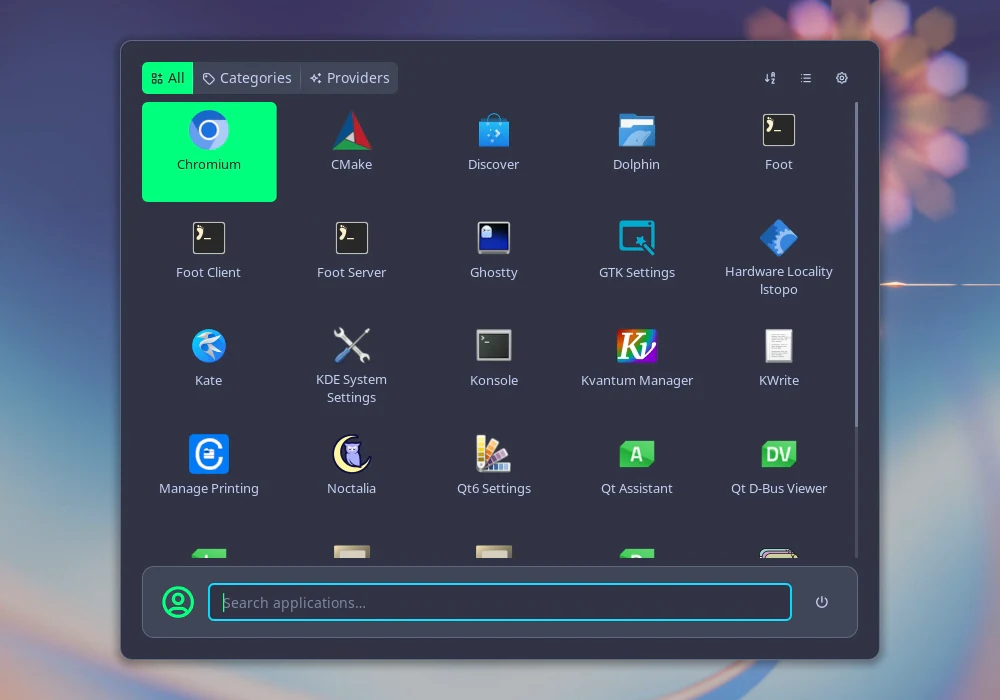 All
Categories
Providers
Chromium
CMake
Discover
Dolphin
Foot
Foot Client
Foot Server
Ghostty
GTK Settings
Hardware Locality
lstopo
Kate
KDE System
Settings
Konsole
Kvantum Manager
KWrite
Manage Printing
Noctalia
Qt6 Settings
Qt Assistant
Qt D-Bus Viewer
Search applications...